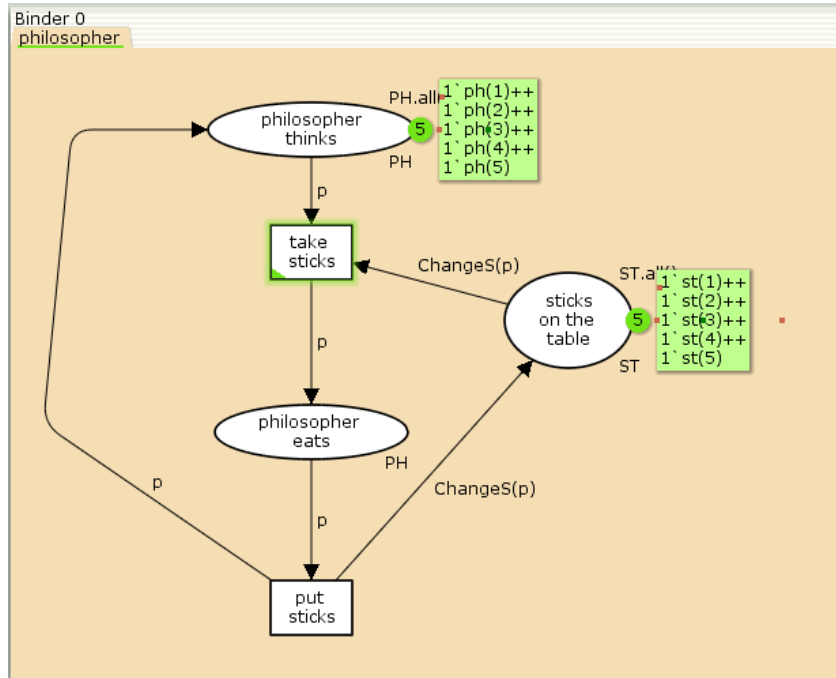 Binder 0
philosopher
PH.all
philosopher
thinks
5
1`ph(1)++
1`ph(2)++
1`ph(3)++
1`ph(4)++
1`ph(5)
PH
p
take
sticks
ChangeS(p)
ST.all()
sticks
on the
table
5
1`st(1)++
1`st(2)++
1`st(3)++
1`st(4)++
1`st(5)
ST
p
philosopher
eats
PH
p
ChangeS(p)
p
put
sticks